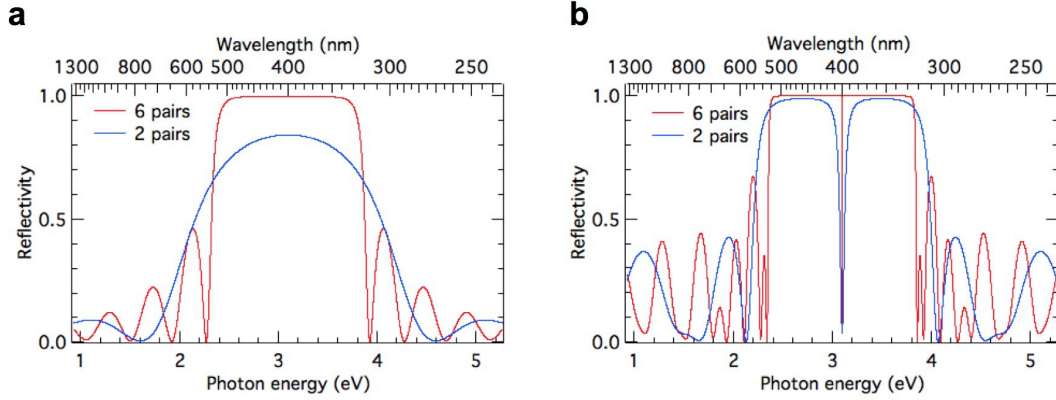 a
Wavelength (nm)
1300 800 600 500 400 300 250
1.0
6 pairs
2 pairs
0.5
0.0
Reflectivity
1 2 3 4 5
Photon energy (eV)
b
Wavelength (nm)
1300 800 600 500 400 300 250
1.0
6 pairs
2 pairs
0.5
0.0
Reflectivity
1 2 3 4 5
Photon energy (eV)